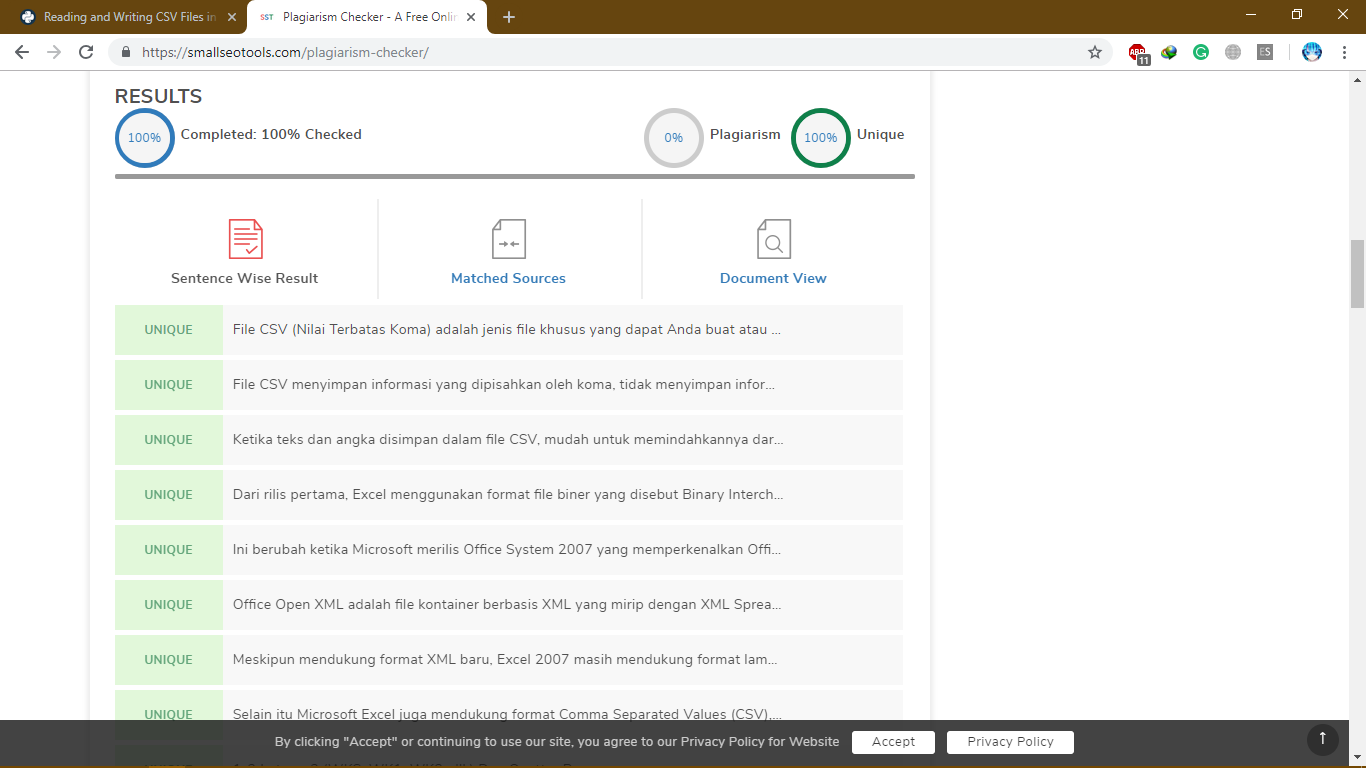 Reading and Writing CSV Files in
SST Plagiarism Checker - A Free Onlin
https://smallseotools.com/plagiarism-checker/
ABP
11
ES
RESULTS
100% Completed: 100% Checked 0% Plagiarism 100% Unique
Sentence Wise Result Matched Sources Document View
UNIQUE File CSV (Nilai Terbatas Koma) adalah jenis file khusus yang dapat Anda buat atau ...
UNIQUE File CSV menyimpan informasi yang dipisahkan oleh koma, tidak menyimpan infor...
UNIQUE Ketika teks dan angka disimpan dalam file CSV, mudah untuk memindahkannya dar...
UNIQUE Dari rilis pertama, Excel menggunakan format file biner yang disebut Binary Interch...
UNIQUE Ini berubah ketika Microsoft merilis Office System 2007 yang memperkenalkan Offi...
UNIQUE Office Open XML adalah file kontainer berbasis XML yang mirip dengan XML Sprea...
UNIQUE Meskipun mendukung format XML baru, Excel 2007 masih mendukung format lam...
UNIQUE Selain itu Microsoft Excel juga mendukung format Comma Separated Values (CSV),...
By clicking "Accept" or continuing to use our site, you agree to our Privacy Policy for Website Accept Privacy Policy